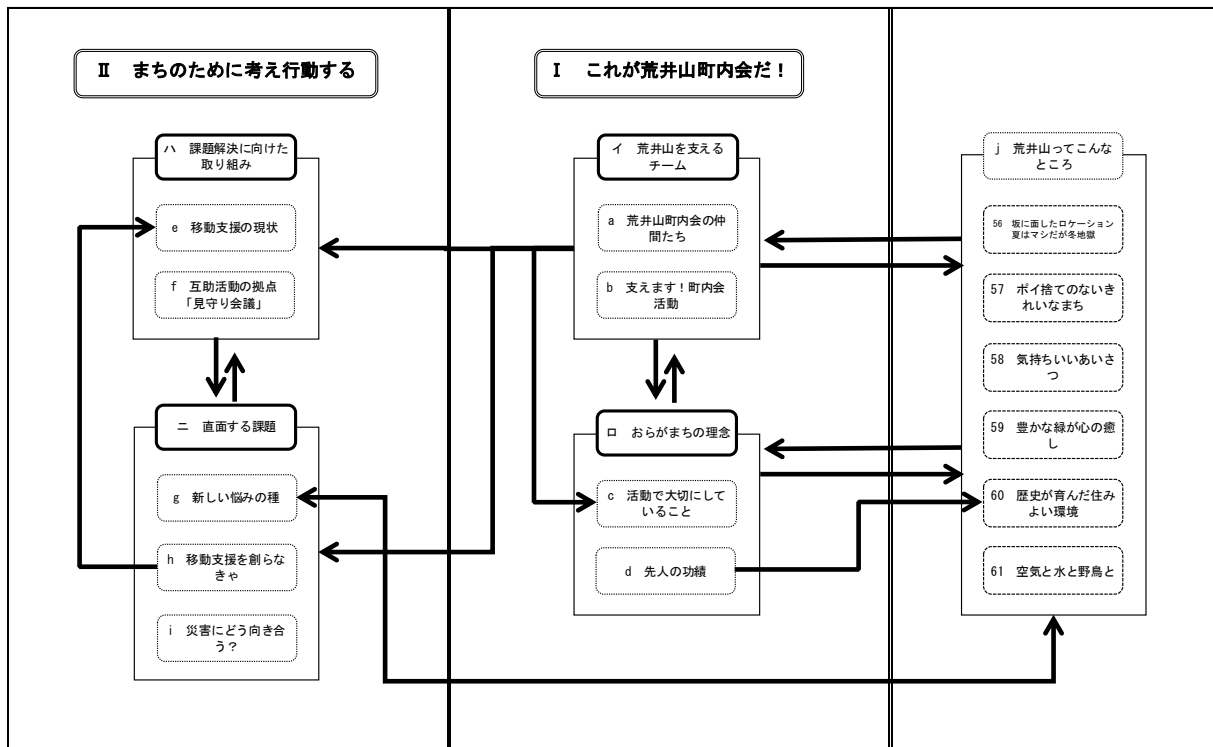 Ⅱ　まちのために考え行動する
ハ　課題解決に向けた
取り組み
e　移動支援の現状
f　互助活動の拠点
「見守り会議」
ニ　直面する課題
g　新しい悩みの種
h　移動支援を創らな
きゃ
i　災害にどう向き合
う？
Ⅰ　これが荒井山町内会だ！
イ　荒井山を支える
チーム
a　荒井山町内会の仲
間たち
b　支えます！町内会
活動
ロ　おらがまちの理念
c　活動で大切にして
いること
d　先人の功績
j　荒井山ってこんな
ところ
56　坂に面したロケーション
夏はマシだが冬地獄
57　ポイ捨てのないき
れいなまち
58　気持ちいいあいさ
つ
59　豊かな緑が心の癒
し
60　歴史が育んだ住み
よい環境
61　空気と水と野鳥と